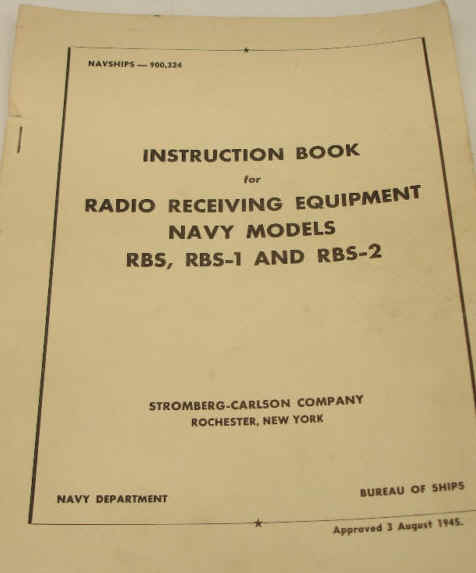 NAVSHIPS — 900,324
INSTRUCTION BOOK
for
RADIO RECEIVING EQUIPMENT
NAVY MODELS
RBS, RBS-1 AND RBS-2
STROMBERG-CARLSON COMPANY
ROCHESTER, NEW YORK
NAVY DEPARTMENT
BUREAU OF SHIPS
Approved 3 August 1945.